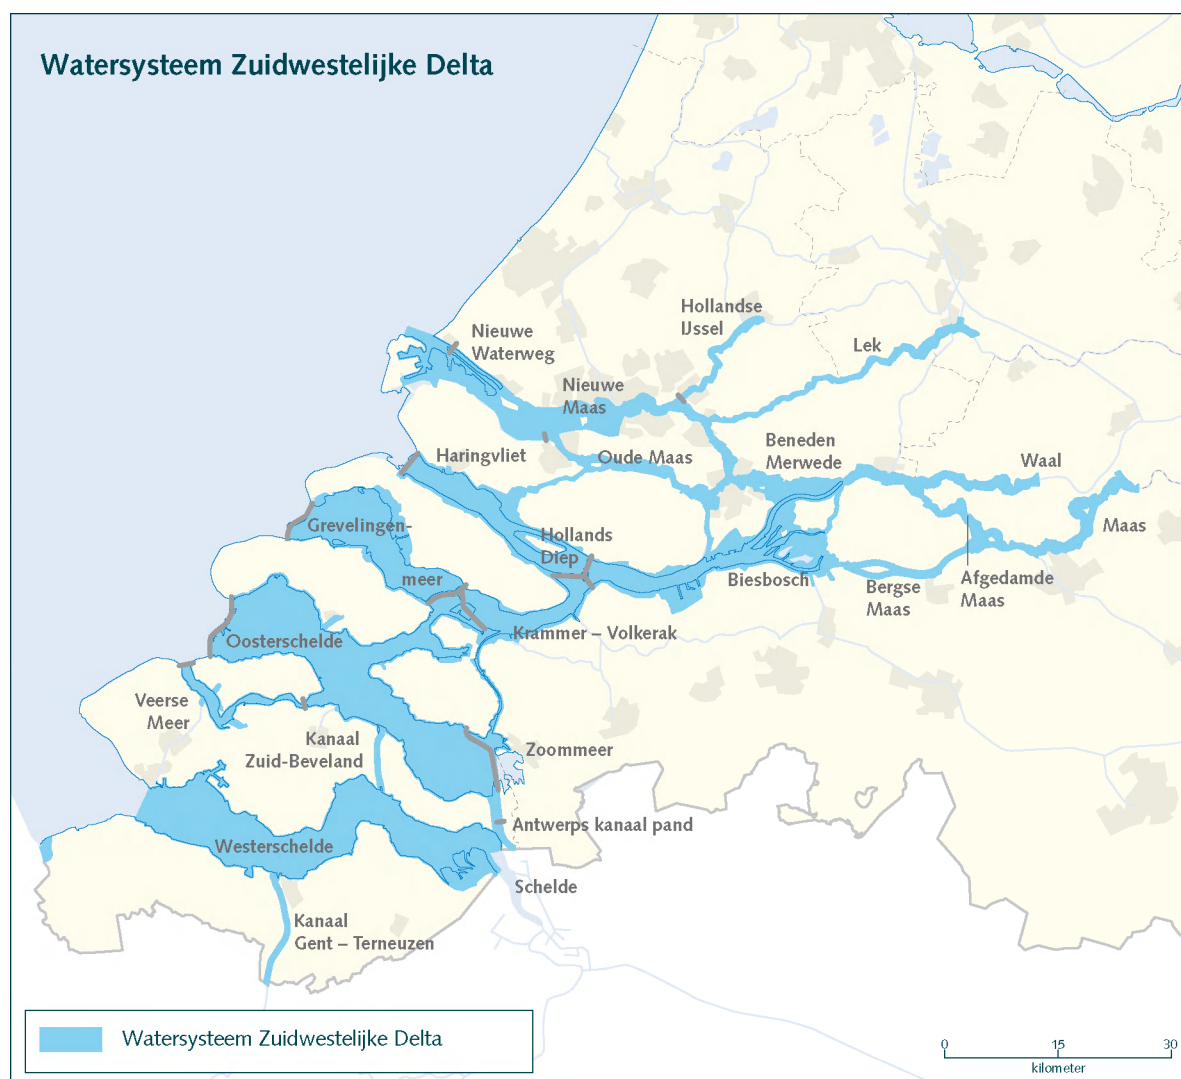 Watersysteem Zuidwestelijke Delta
Hollandse
IJssel
Nieuwe
Waterweg
Lek
Nieuwe
Maas
Beneden
Merwede
Haringvliet
Oude Maas
Waal
Grevelingen-
meer
Maas
Hollands
Diep
Biesbosch
Bergse
Maas
Afgedamde
Maas
Krammer – Volkerak
Oosterschelde
Veerse
Meer
Kanaal
Zuid-Beveland
Zoommeer
Antwerps kanaal pand
Westerschelde
Schelde
Kanaal
Gent – Terneuzen
Watersysteem Zuidwestelijke Delta
0 15 30
kilometer